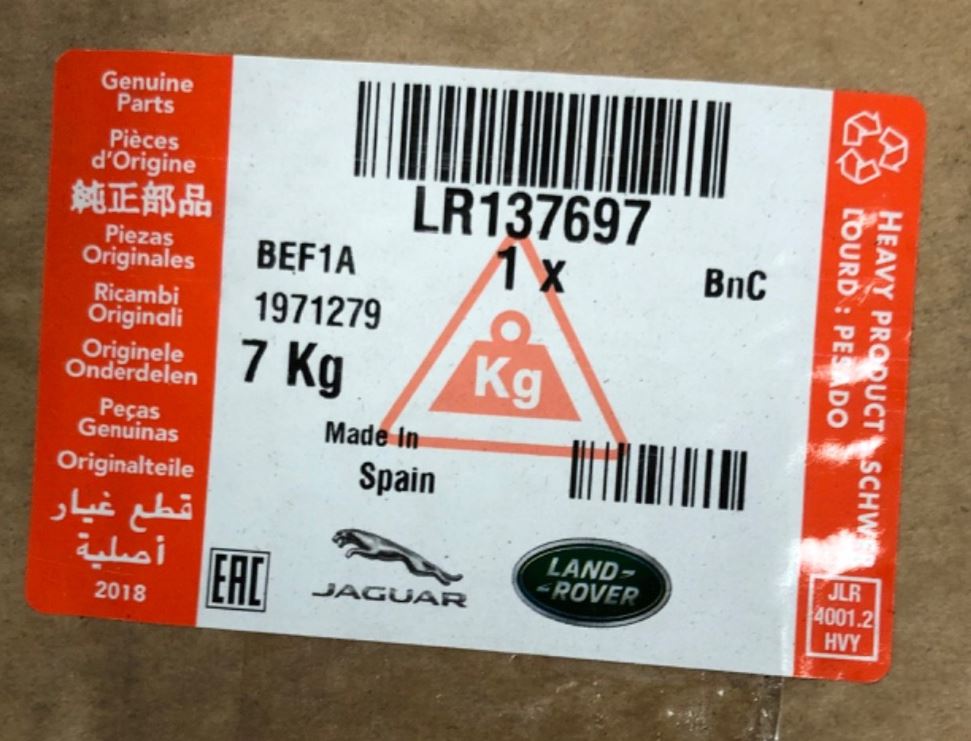 Genuine
Parts
Pièces
d'Origine
純正部品
Piezas
Originales
Ricambi
Originali
Originele
Onderdelen
Peças
Genuinas
Originalteile
قطع غيار
أصلية
2018
LR137697
BEF1A
1 x
BnC
1971279
7 Kg
Kg
Made In
Spain
EAC
JAGUAR
LAND-
-ROVER
HEAVY PRODUCT
LOURD : PESADO
JLR
4001.2
HVY